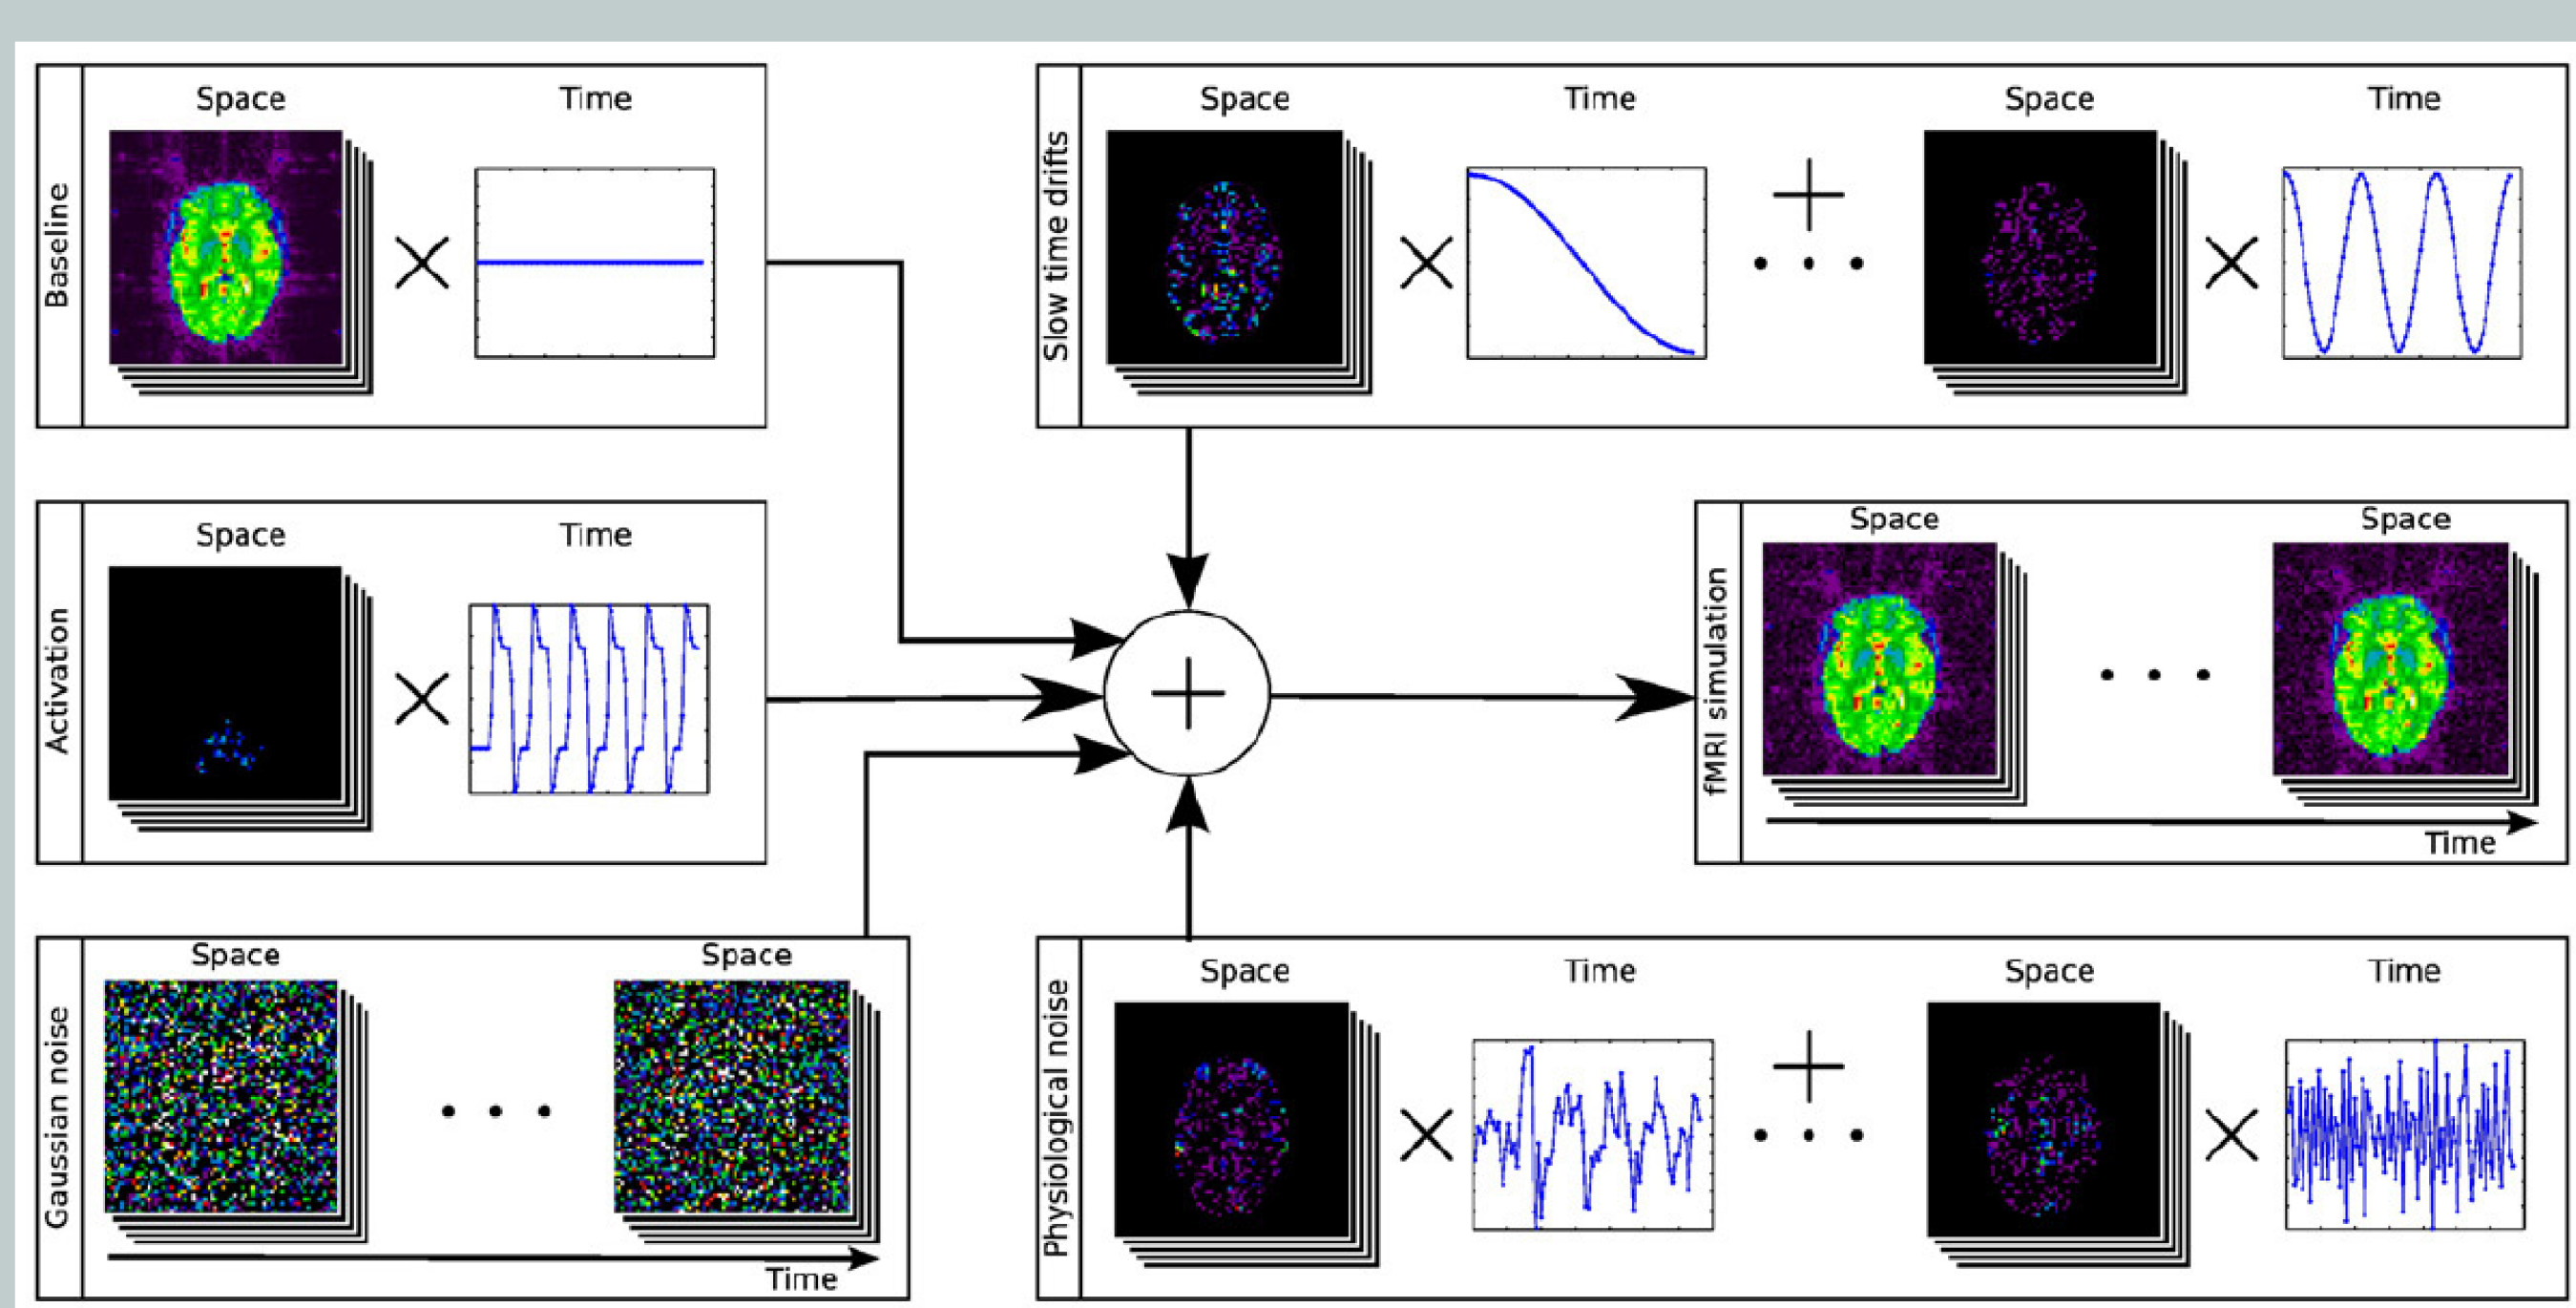 Baseline
Space
Time
Slow time drifts
Space
Time
Space
Time
Activation
Space
Time
fMRI simulation
Space
Space
Time
Gaussian noise
Space
Space
Time
Physiological noise
Space
Time
Space
Time